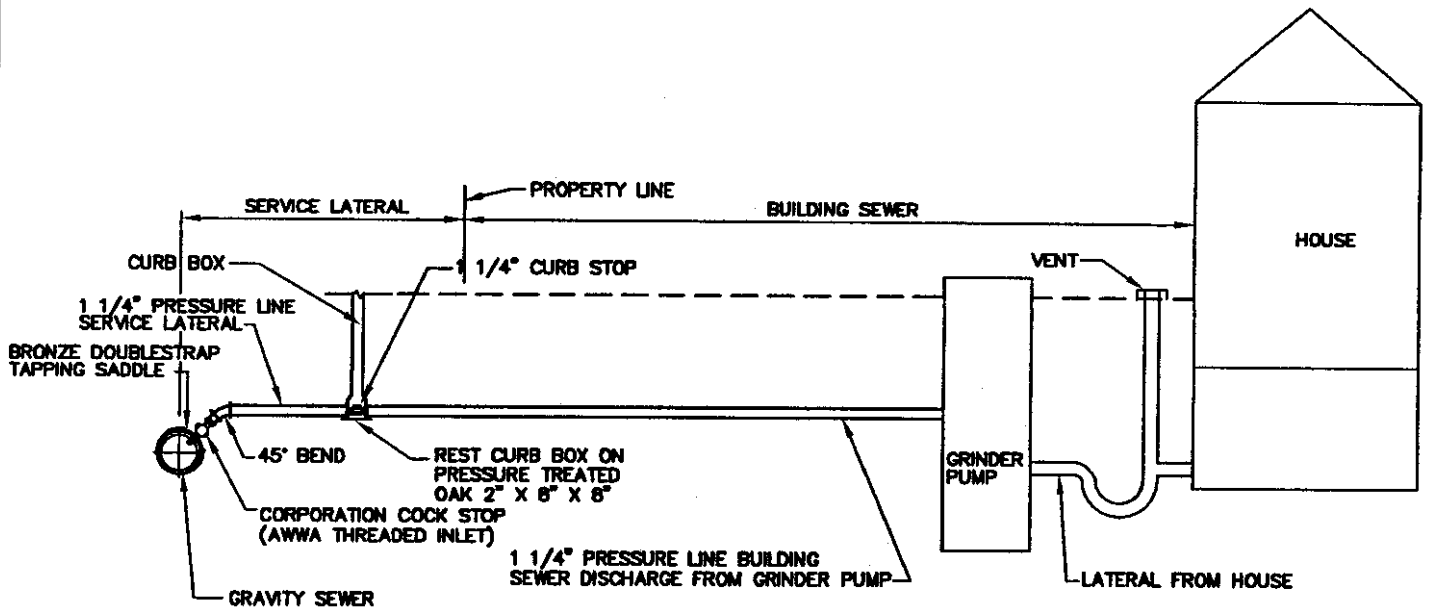 PROPERTY LINE
SERVICE LATERAL
BUILDING SEWER
HOUSE
CURB BOX
1 1/4" CURB STOP
VENT
1 1/4" PRESSURE LINE
SERVICE LATERAL
BRONZE DOUBLESTRAP
TAPPING SADDLE
45° BEND
REST CURB BOX ON
PRESSURE TREATED
OAK 2" X 8" X 8"
GRINDER
PUMP
CORPORATION COCK STOP
(AWWA THREADED INLET)
1 1/4" PRESSURE LINE BUILDING
SEWER DISCHARGE FROM GRINDER PUMP
LATERAL FROM HOUSE
GRAVITY SEWER